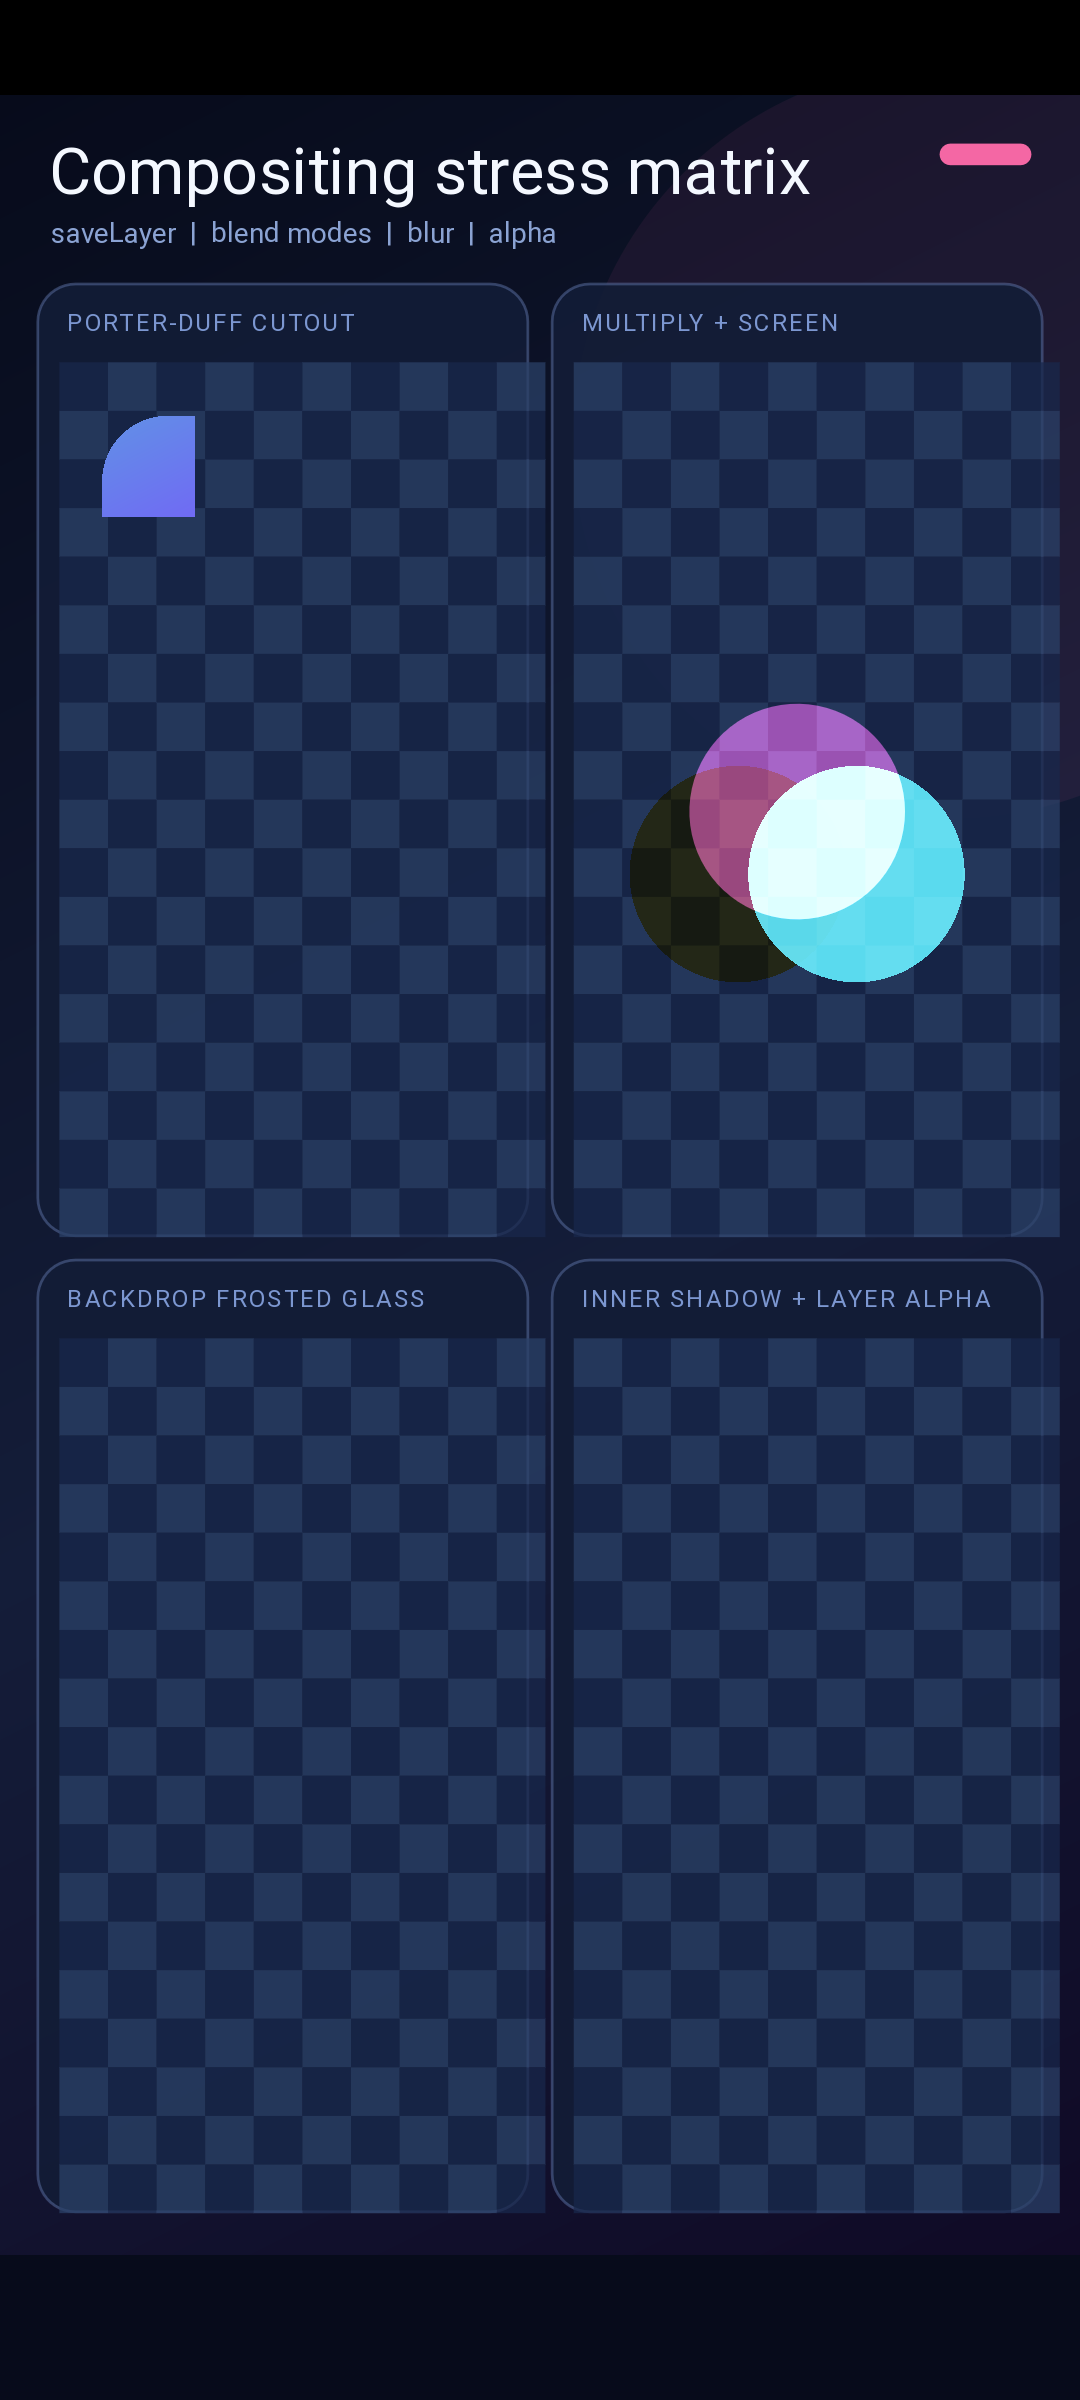 Compositing stress matrix
saveLayer | blend modes | blur | alpha
PORTER-DUFF CUTOUT
MULTIPLY + SCREEN
BACKDROP FROSTED GLASS
INNER SHADOW + LAYER ALPHA